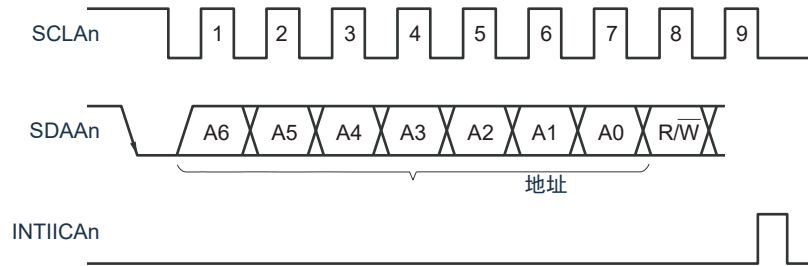 SCLAn 1 2 3 4 5 6 7 8 9
SDAAn A6 A5 A4 A3 A2 A1 A0 R/W̅
地址
INTIICAn